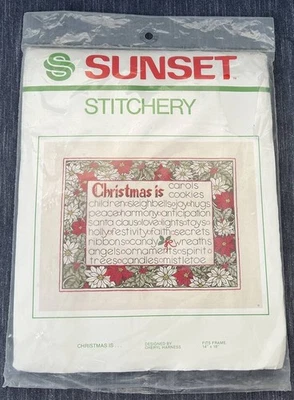 SUNSET
STITCHERY
Christmas is carols
cookies
children•sleighbells•joy•hugs
peace•harmony•anticipation
santa claus•love•lights•toys
holly•festivity•faith•secrets
ribbons•candy wreaths
angels•ornaments•spirit
trees•candles•mistletoe
CHRISTMAS IS
DESIGNED BY
FITS FRAME